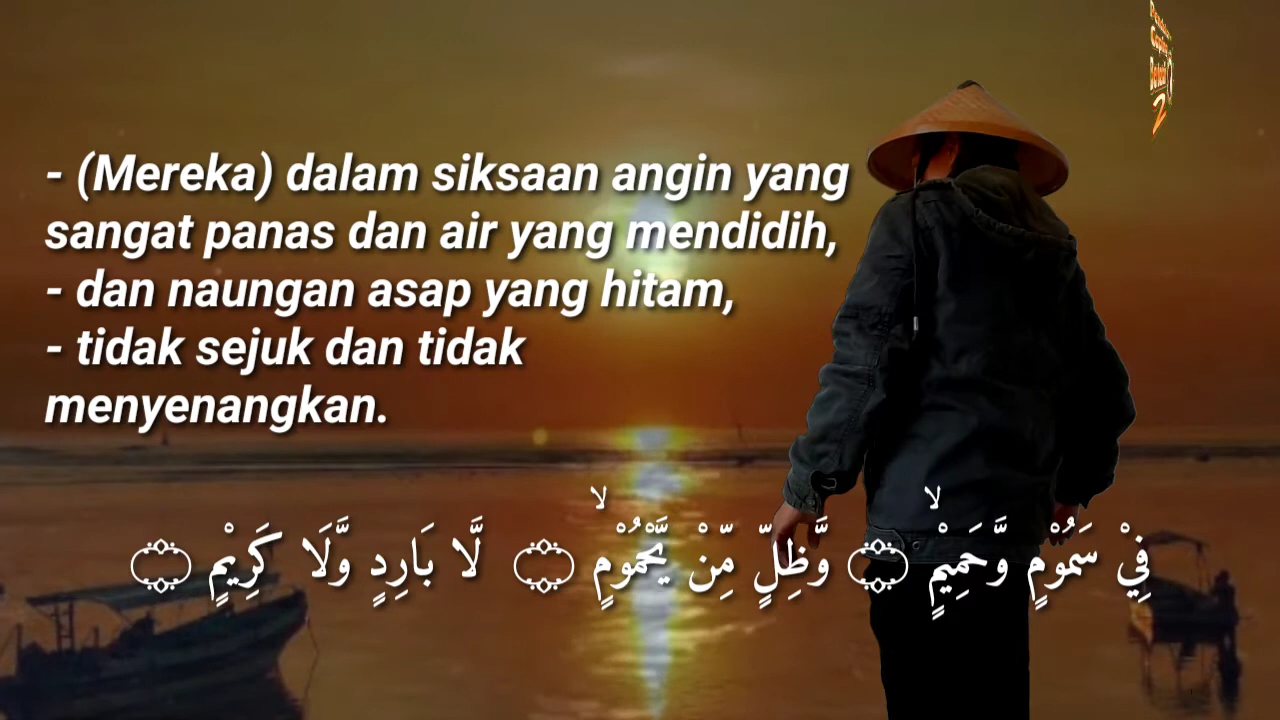 - (Mereka) dalam siksaan angin yang
sangat panas dan air yang mendidih,
- dan naungan asap yang hitam,
- tidak sejuk dan tidak
menyenangkan.
فِيْ سَمُوْمٍ وَّحَمِيْمٍۙ ۝ وَّظِلٍّ مِّنْ يَّحْمُوْمٍۙ ۝ لَّا بَارِدٍ وَّلَا كَرِيْمٍ ۝
2